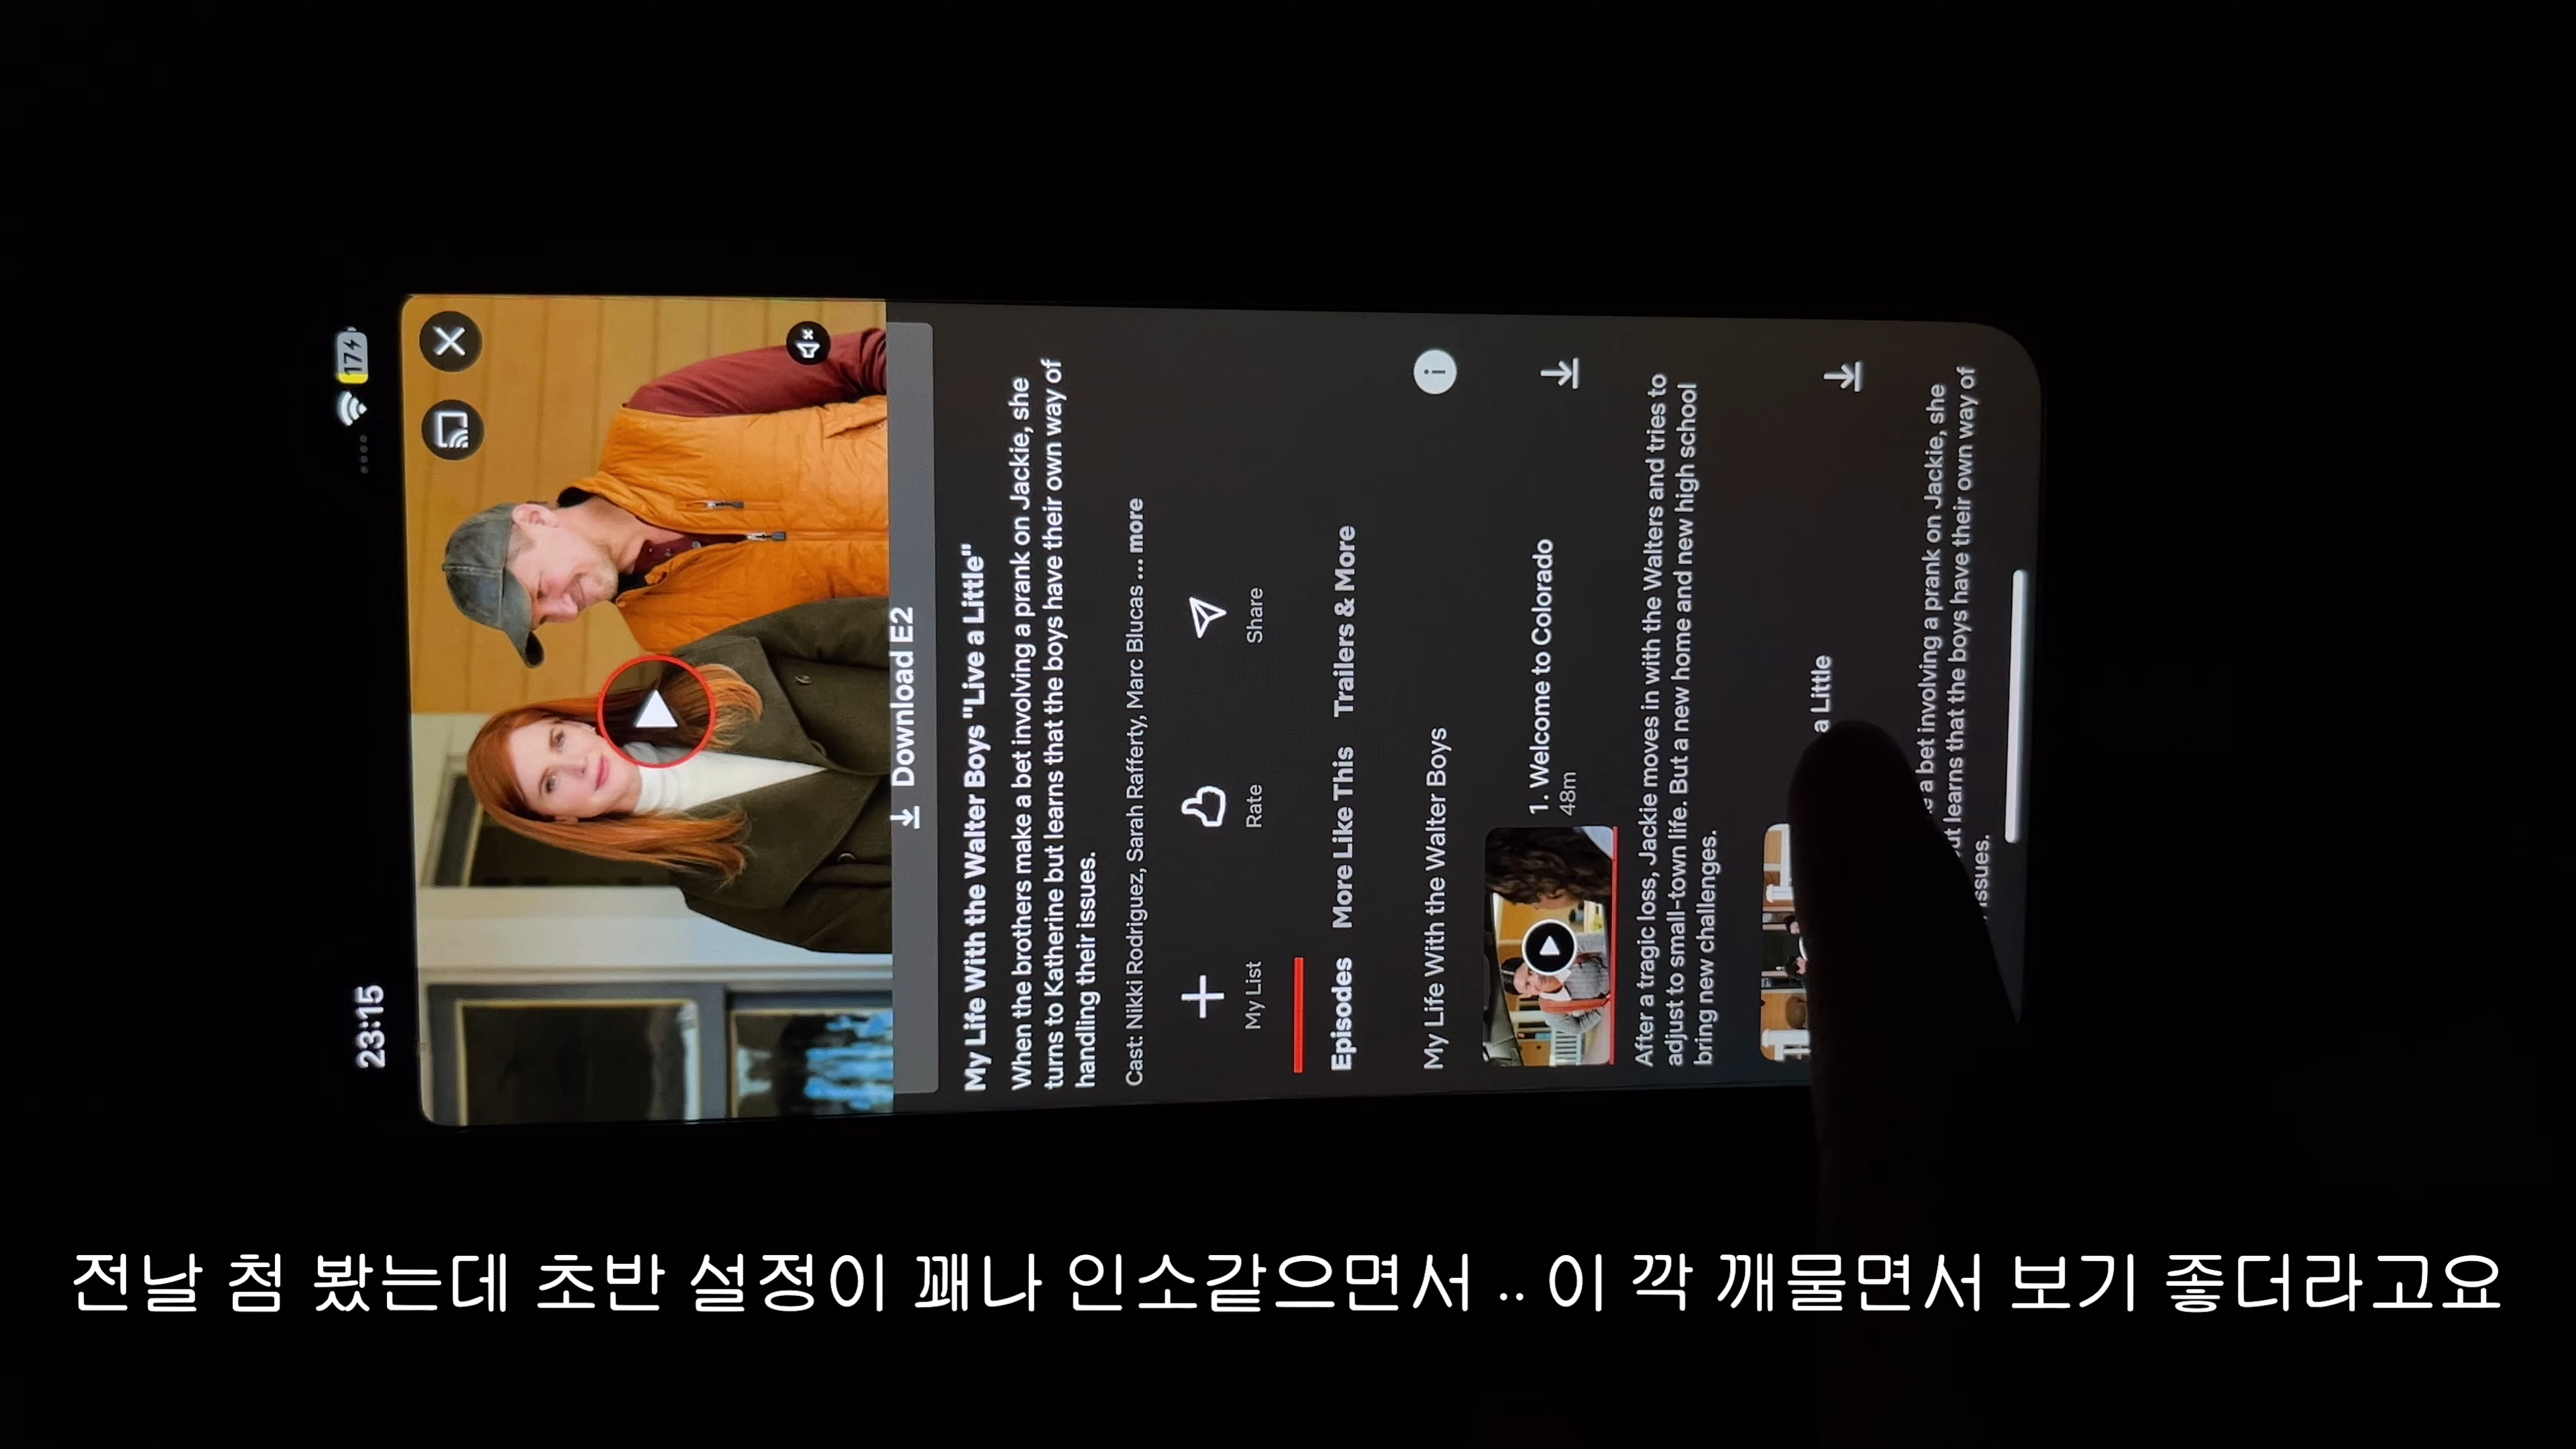 23:15
17
Download E2
My Life With the Walter Boys "Live a Little"
When the brothers make a bet involving a prank on Jackie, she
turns to Katherine but learns that the boys have their own way of
handling their issues.
Cast: Nikki Rodriguez, Sarah Rafferty, Marc Blucas ... more
My List
Rate
Share
Episodes
More Like This
Trailers & More
My Life With the Walter Boys
1. Welcome to Colorado
48m
After a tragic loss, Jackie moves in with the Walters and tries to
adjust to small-town life. But a new home and new high school
bring new challenges.
a Little
a bet involving a prank on Jackie, she
learns that the boys have their own way of
issues.
전날 첨 봤는데 초반 설정이 꽤나 인소같으면서 .. 이 깍 깨물면서 보기 좋더라고요